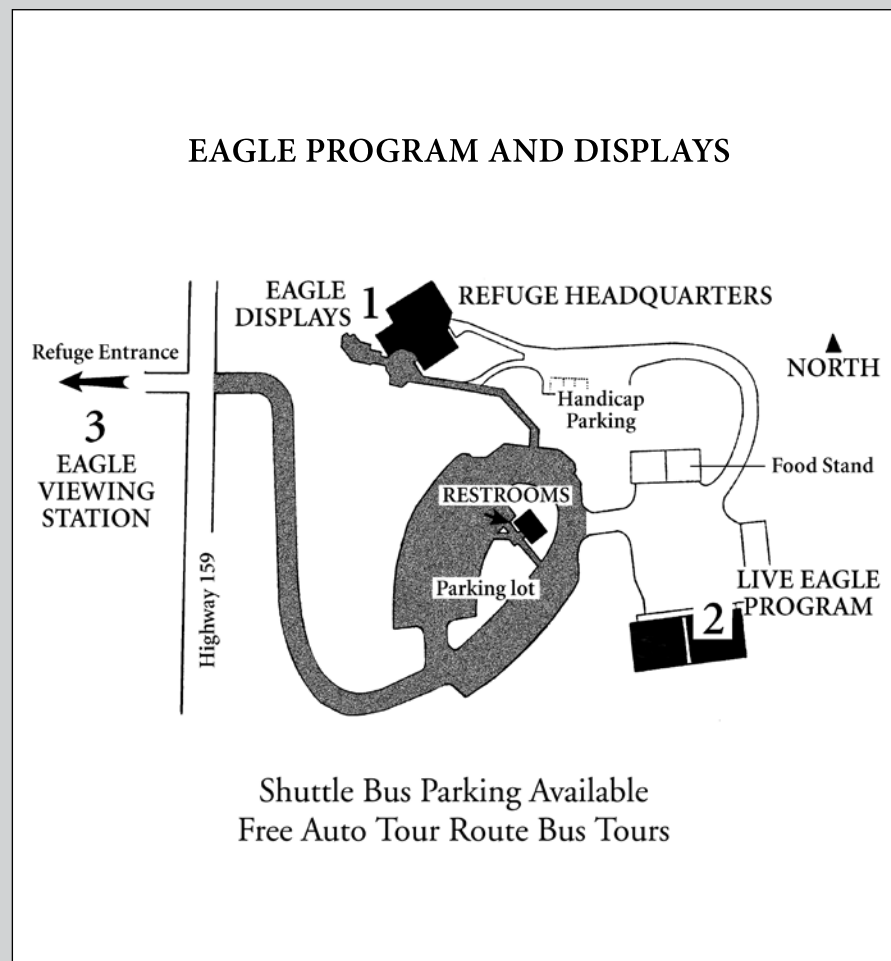 EAGLE PROGRAM AND DISPLAYS
EAGLE
DISPLAYS
1
REFUGE HEADQUARTERS
Refuge Entrance
NORTH
3
EAGLE
VIEWING
STATION
Handicap
Parking
Food Stand
RESTROOMS
Parking lot
Highway 159
LIVE EAGLE
PROGRAM
2
Shuttle Bus Parking Available
Free Auto Tour Route Bus Tours